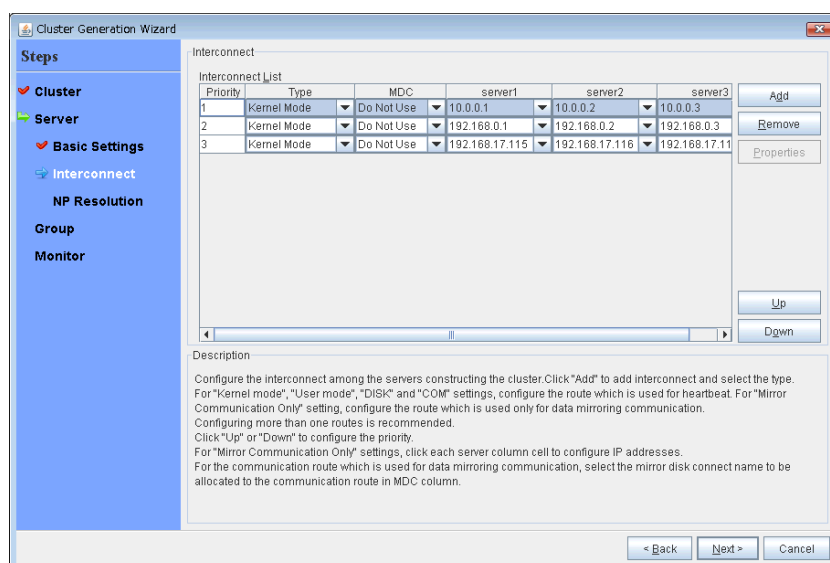 Cluster Generation Wizard
Steps
Cluster
Server
Basic Settings
Interconnect
NP Resolution
Group
Monitor
Interconnect
Interconnect List
Priority Type MDC server1 server2 server3
1 Kernel Mode Do Not Use 10.0.0.1 10.0.0.2 10.0.0.3
2 Kernel Mode Do Not Use 192.168.0.1 192.168.0.2 192.168.0.3
3 Kernel Mode Do Not Use 192.168.17.115 192.168.17.116 192.168.17.11
Add
Remove
Properties
Up
Down
Description
Configure the interconnect among the servers constructing the cluster.Click "Add" to add interconnect and select the type.
For "Kernel mode", "User mode", "DISK" and "COM" settings, configure the route which is used for heartbeat. For "Mirror
Communication Only" setting, configure the route which is used only for data mirroring communication.
Configuring more than one routes is recommended.
Click "Up" or "Down" to configure the priority.
For "Mirror Communication Only" settings, click each server column cell to configure IP addresses.
For the communication route which is used for data mirroring communication, select the mirror disk connect name to be
allocated to the communication route in MDC column.
< Back Next > Cancel